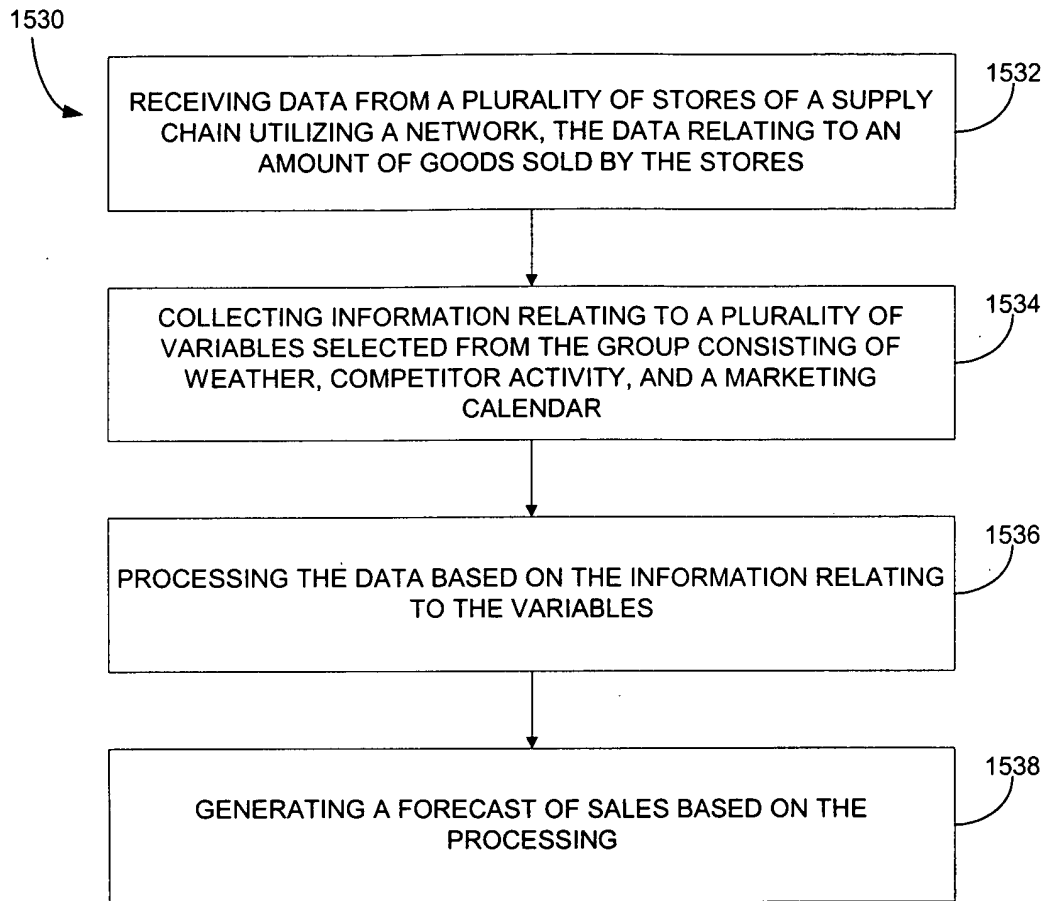 1530
1532
RECEIVING DATA FROM A PLURALITY OF STORES OF A SUPPLY
CHAIN UTILIZING A NETWORK, THE DATA RELATING TO AN
AMOUNT OF GOODS SOLD BY THE STORES
1534
COLLECTING INFORMATION RELATING TO A PLURALITY OF
VARIABLES SELECTED FROM THE GROUP CONSISTING OF
WEATHER, COMPETITOR ACTIVITY, AND A MARKETING
CALENDAR
1536
PROCESSING THE DATA BASED ON THE INFORMATION RELATING
TO THE VARIABLES
1538
GENERATING A FORECAST OF SALES BASED ON THE
PROCESSING